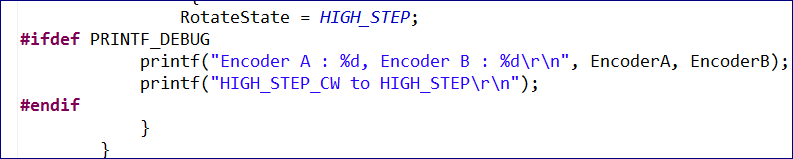 {
RotateState = HIGH_STEP;
#ifdef PRINTF_DEBUG
printf("Encoder A : %d, Encoder B : %d\r\n", EncoderA, EncoderB);
printf("HIGH_STEP_CW to HIGH_STEP\r\n");
#endif
}
}